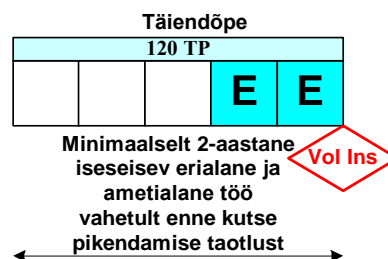 Täiendõpe
120 TP
E E
Minimaalselt 2-aastane
iseseisev erialane ja
ametialane töö
vahetult enne kutse
pikendamise taotlust
Vol Ins